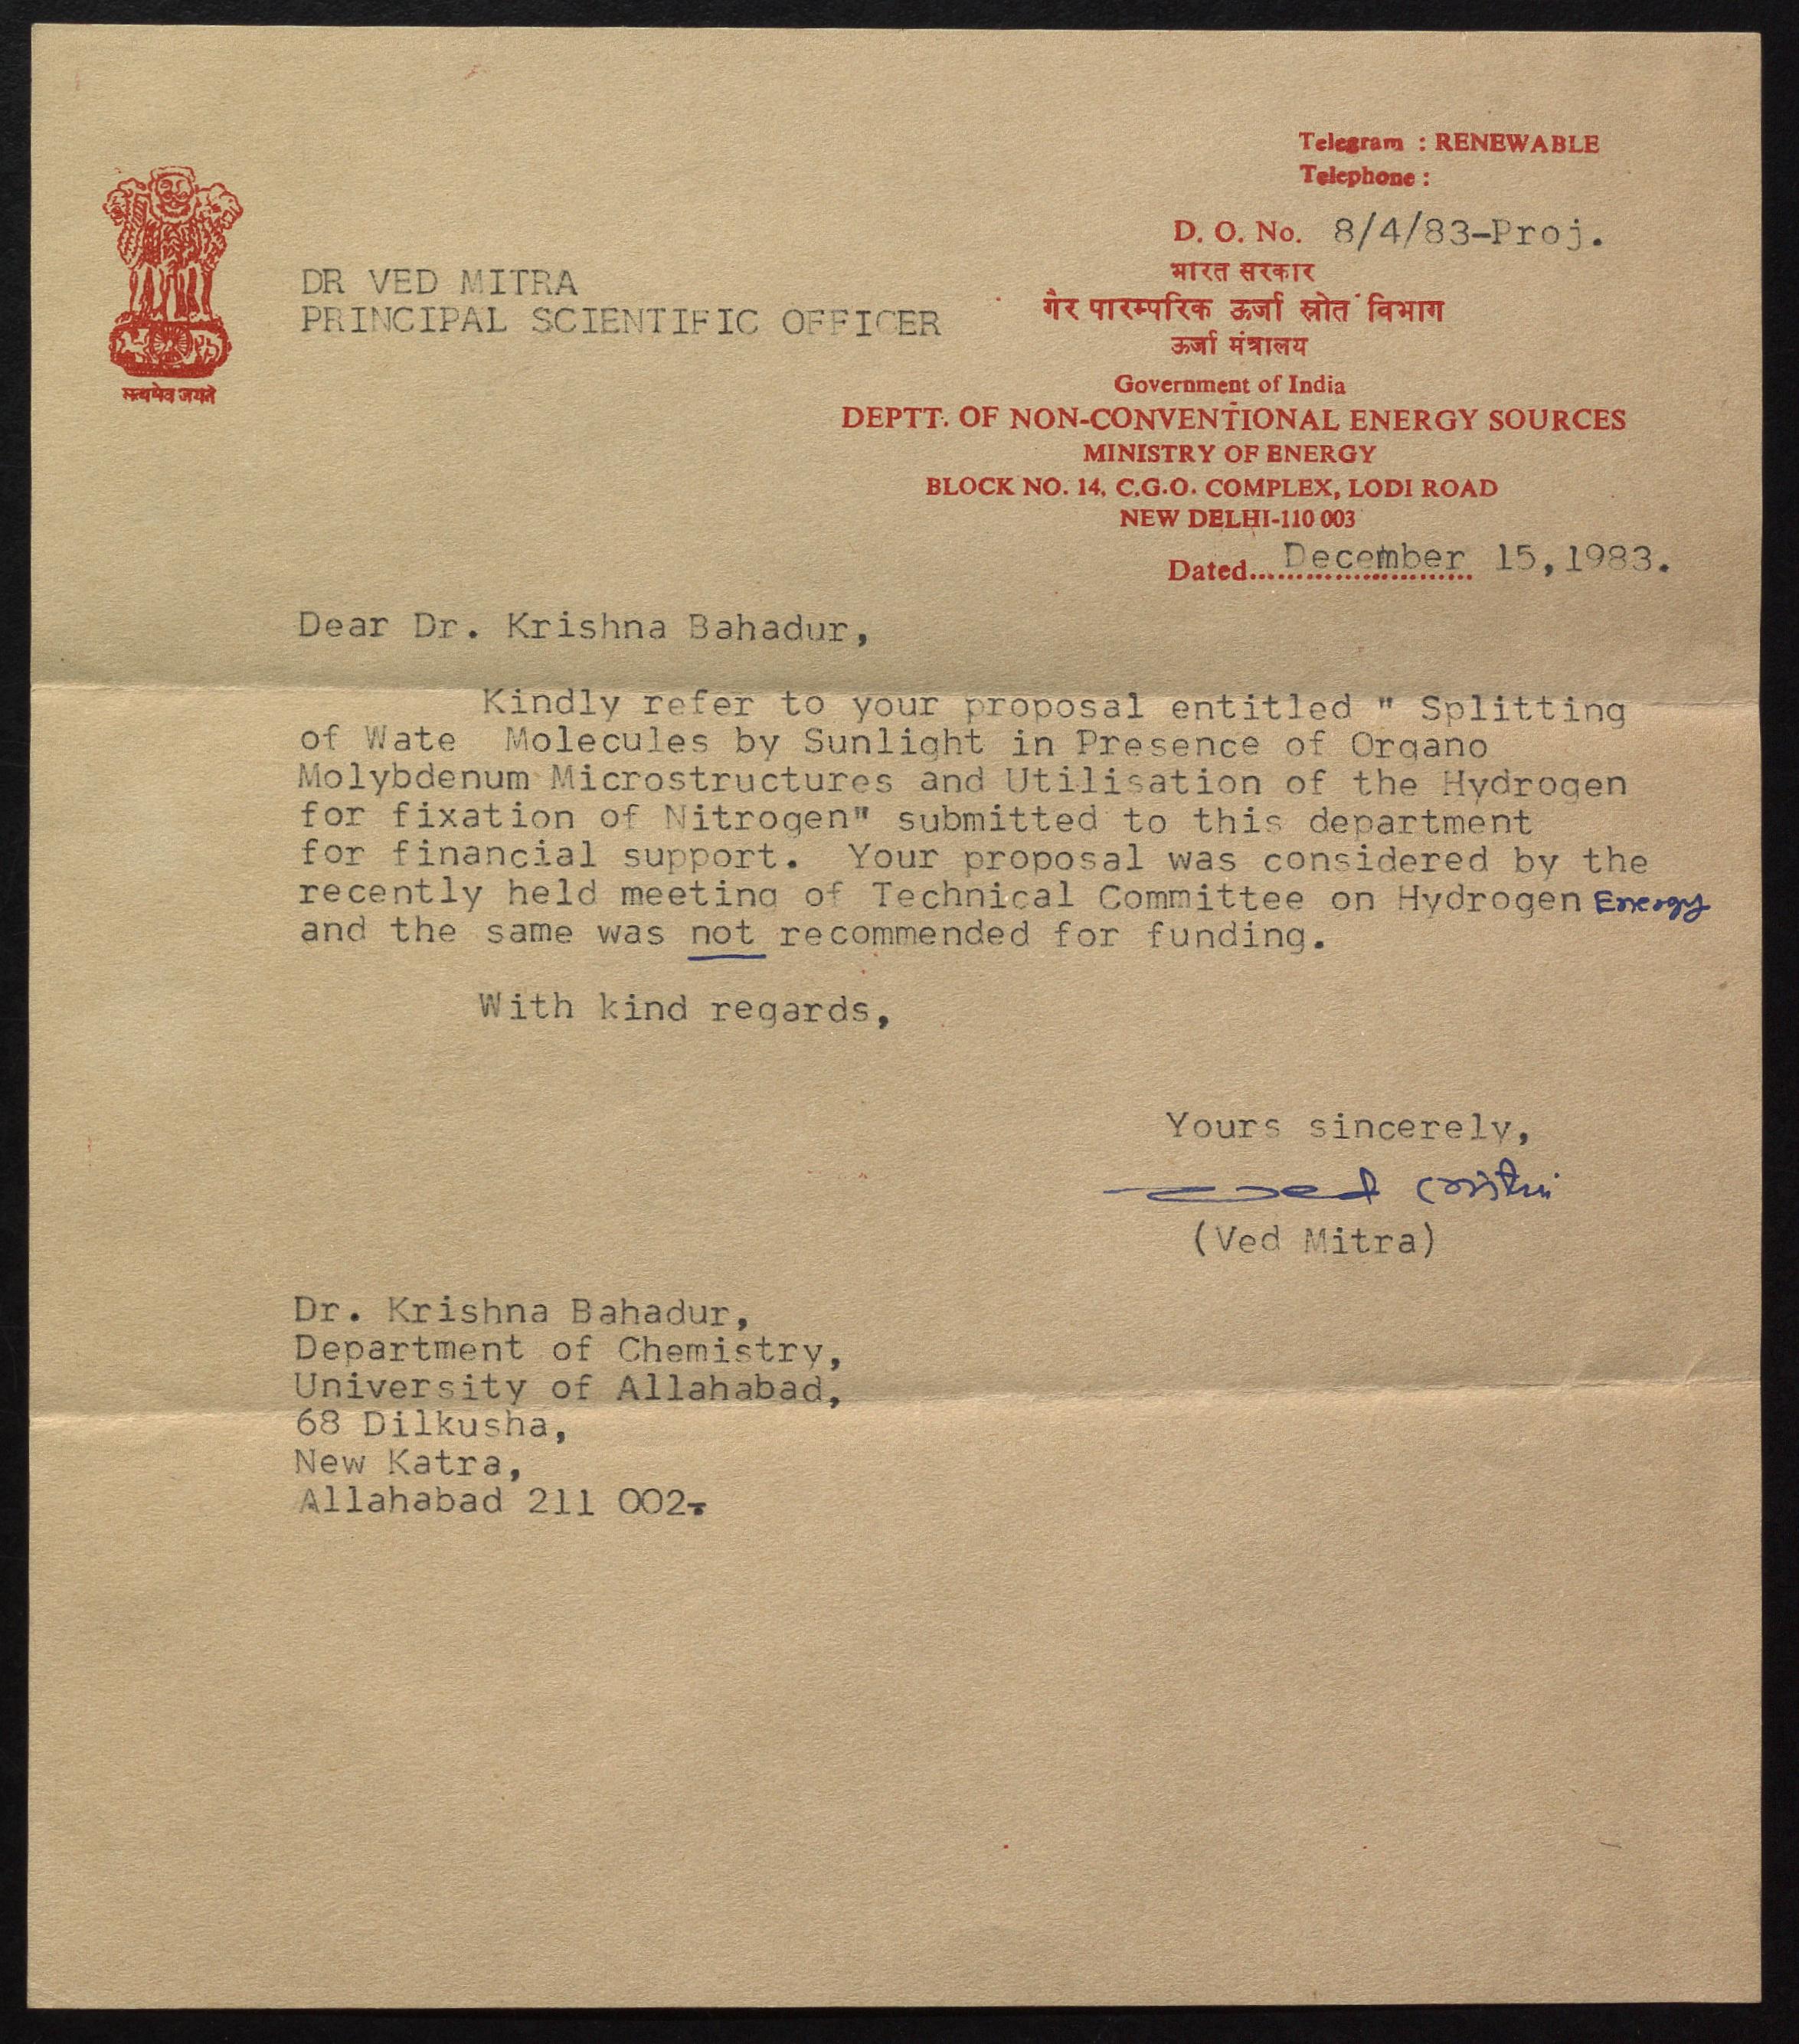 Telegram : RENEWABLE
Telephone :
D. O. No. 8/4/83-Proj.
सत्यमेव जयते
DR VED MITRA
PRINCIPAL SCIENTIFIC OFFICER
भारत सरकार
गैर पारम्परिक ऊर्जा स्रोत विभाग
ऊर्जा मंत्रालय
Government of India
DEPTT. OF NON-CONVENTIONAL ENERGY SOURCES
MINISTRY OF ENERGY
BLOCK NO. 14, C.G.O. COMPLEX, LODI ROAD
NEW DELHI-110 003
Dated......December 15,1983.
Dear Dr. Krishna Bahadur,
Kindly refer to your proposal entitled " Splitting
of Wate  Molecules by Sunlight in Presence of Organo
Molybdenum Microstructures and Utilisation of the Hydrogen
for fixation of Nitrogen" submitted to this department
for financial support. Your proposal was considered by the
recently held meeting of Technical Committee on Hydrogen Energy
and the same was not recommended for funding.
With kind regards,
Yours sincerely,
Ved Mitra
(Ved Mitra)
Dr. Krishna Bahadur,
Department of Chemistry,
University of Allahabad,
68 Dilkusha,
New Katra,
Allahabad 211 002.